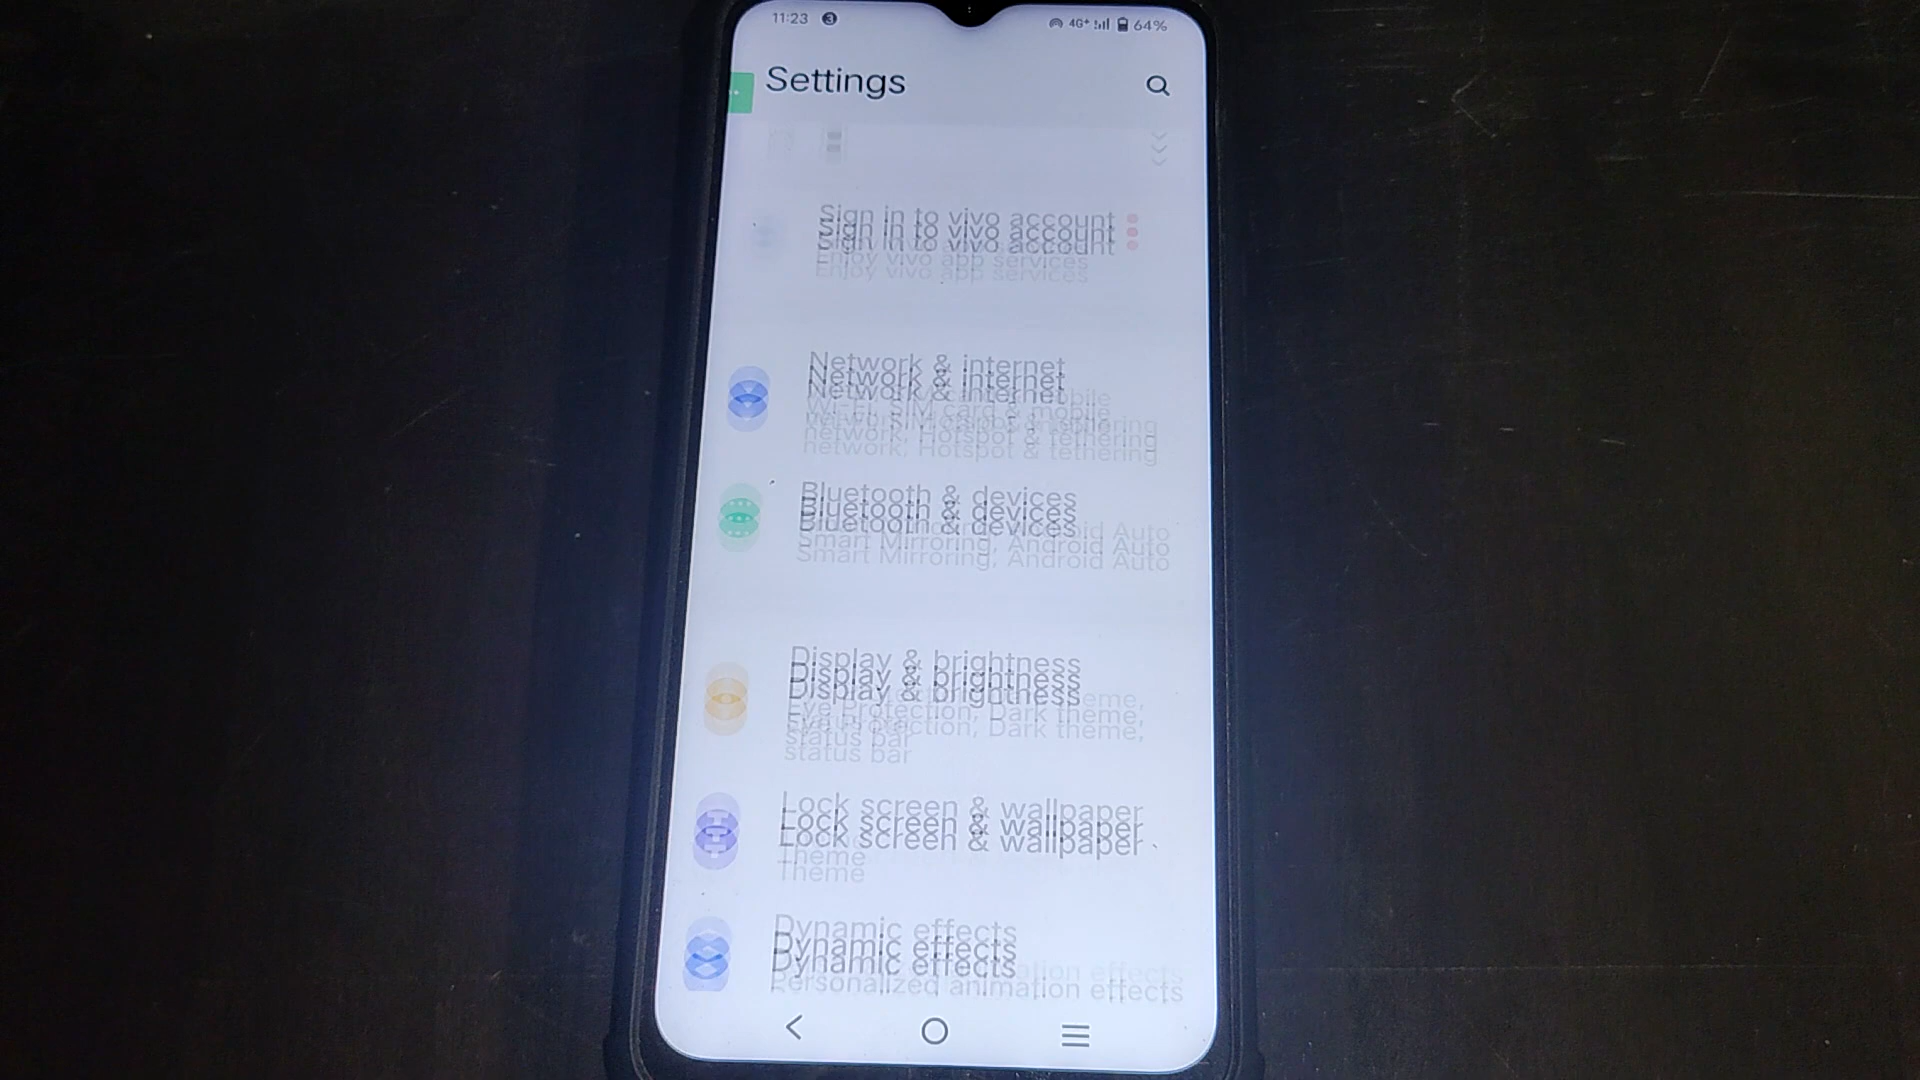 11:23 3 4G+ 64%
Settings
Sign in to vivo account
Enjoy vivo app services
Network & internet
Wi-Fi, SIM card & mobile
network, Hotspot & tethering
Bluetooth & devices
Smart Mirroring, Android Auto
Display & brightness
Eye Protection, Dark theme,
status bar
Lock screen & wallpaper
Theme
Dynamic effects
Personalized animation effects